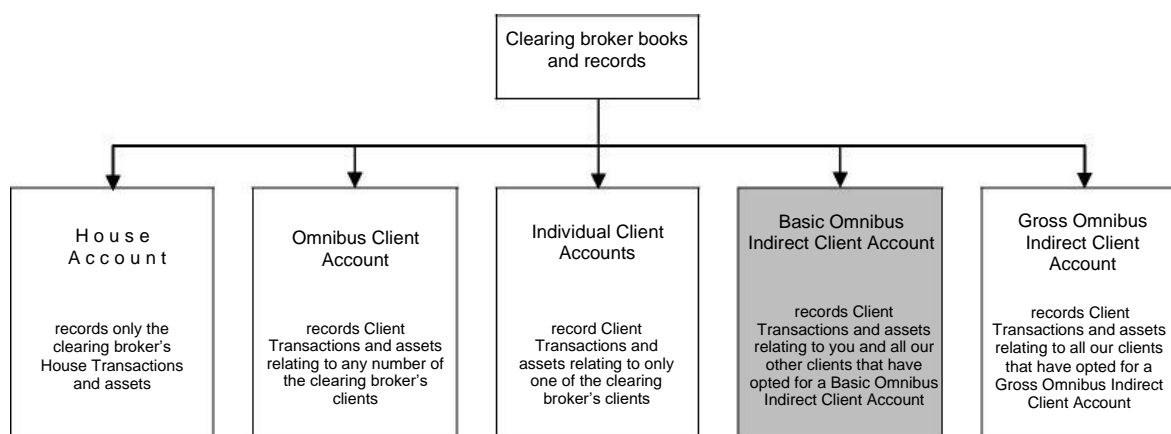 Clearing broker books
and records
H o u s e
A c c o u n t
records only the
clearing broker's
House Transactions
and assets
Omnibus Client
Account
records Client
Transactions and assets
relating to any number of
the clearing broker's
clients
Individual Client
Accounts
record Client
Transactions and
assets relating to only
one of the clearing
broker's clients
Basic Omnibus
Indirect Client Account
records Client
Transactions and assets
relating to you and all our
other clients that have
opted for a Basic Omnibus
Indirect Client Account
Gross Omnibus
Indirect Client
Account
records Client
Transactions and assets
relating to all our clients
that have opted for a
Gross Omnibus Indirect
Client Account